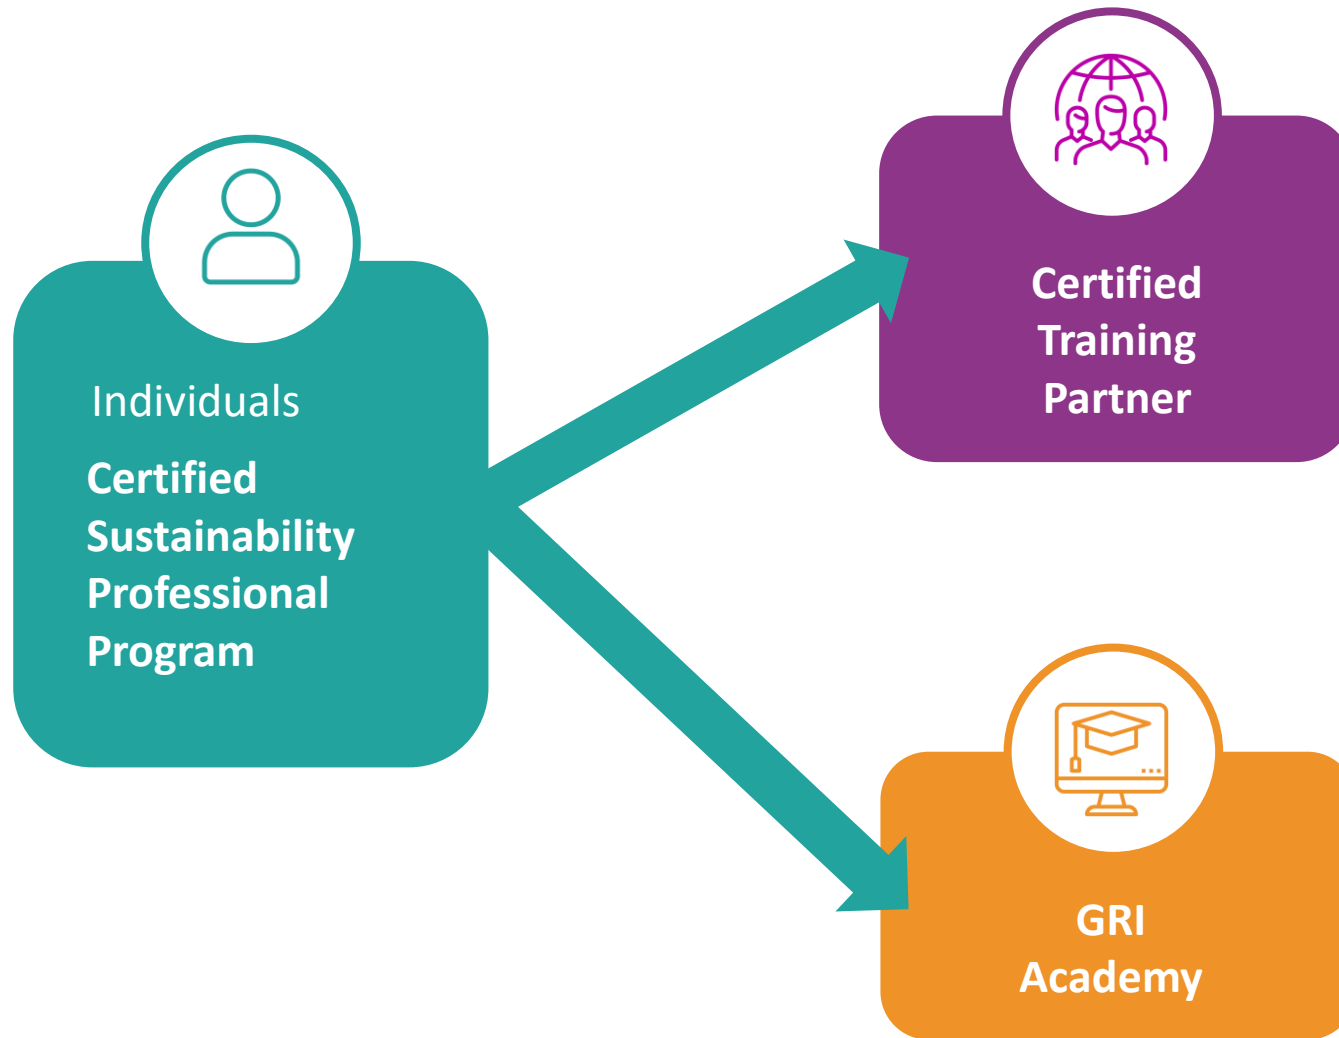 Individuals
Certified
Sustainability
Professional
Program
Certified
Training
Partner
GRI
Academy